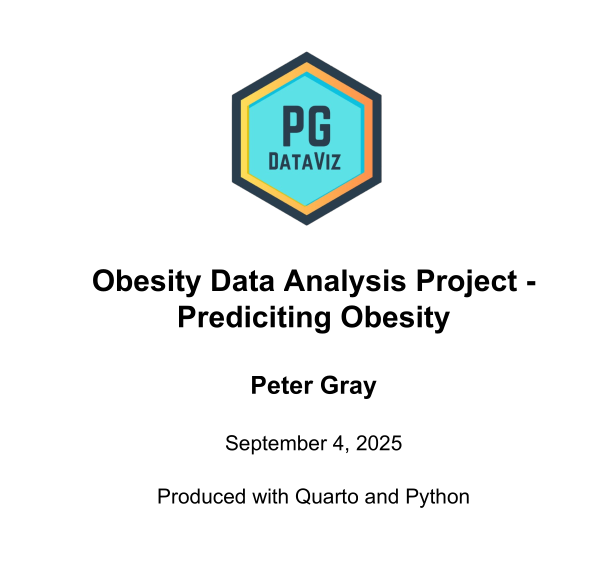 PG
DATAVIZ
Obesity Data Analysis Project -
Prediciting Obesity
Peter Gray
September 4, 2025
Produced with Quarto and Python